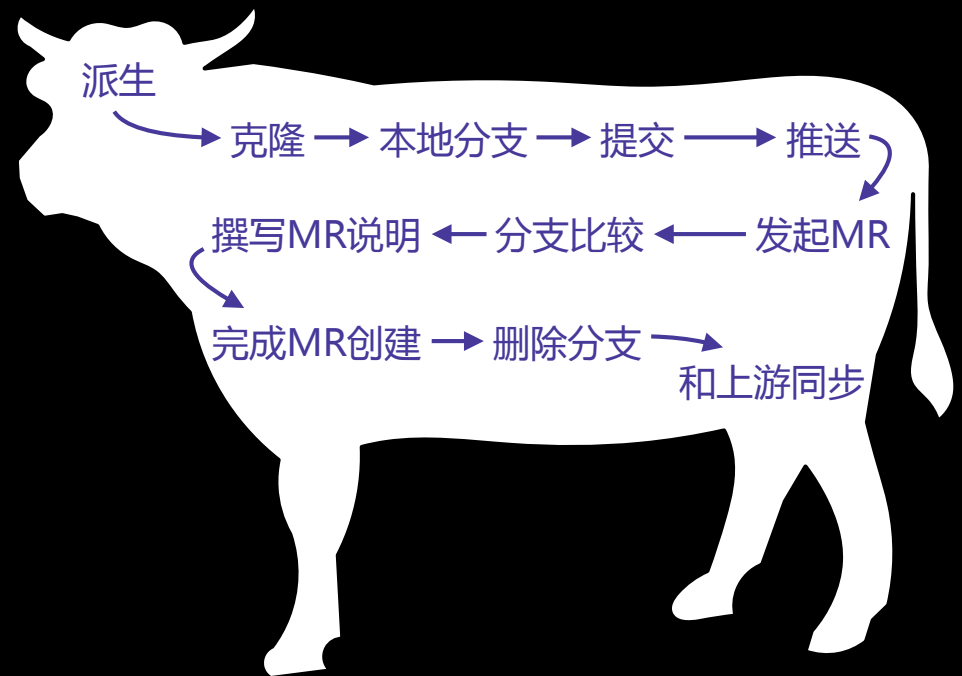 派生
克隆 本地分支 提交 推送
撰写MR说明 分支比较 发起MR
完成MR创建 删除分支
和上游同步